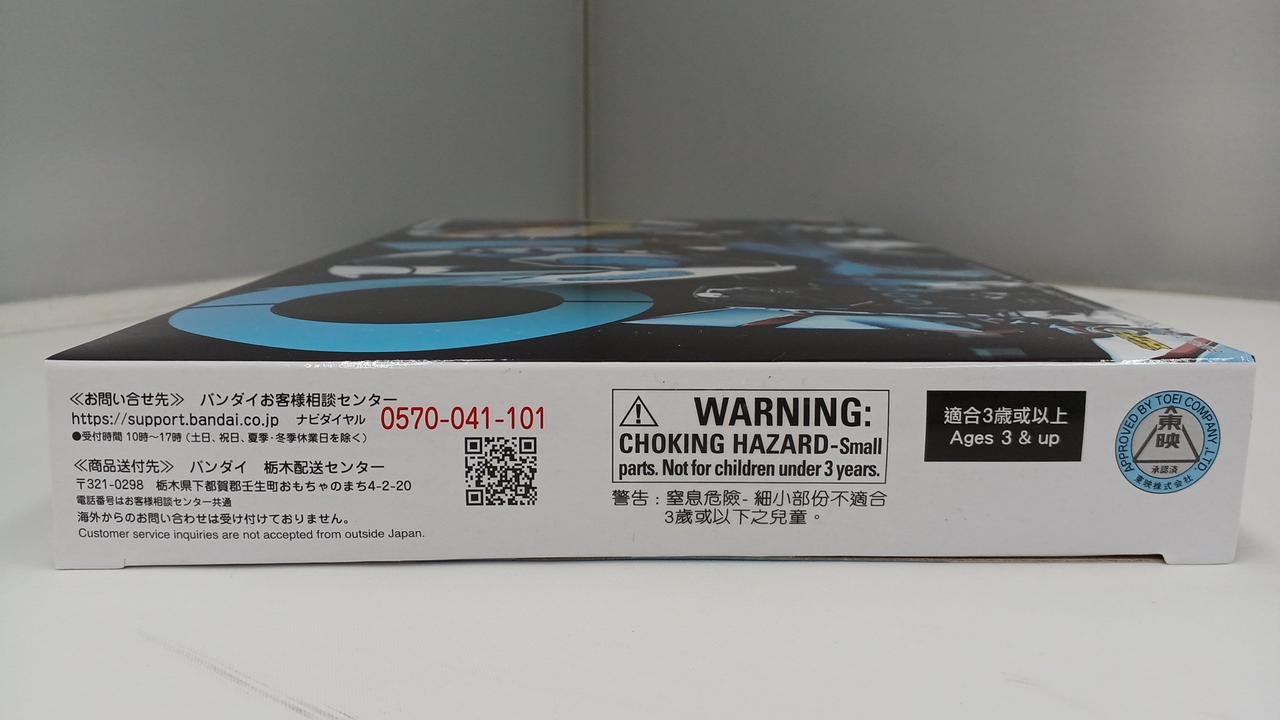 ≪お問い合せ先≫ バンダイお客様相談センター
https://support.bandai.co.jp ナビダイヤル 0570-041-101
●受付時間 10時～17時(土日、祝日、夏季・冬季休業日を除く)
≪商品送付先≫ バンダイ 栃木配送センター
〒321-0298 栃木県下都賀郡壬生町おもちゃのまち4-2-20
電話番号はお客様相談センター共通
海外からのお問い合わせは受け付けておりません。
Customer service inquiries are not accepted from outside Japan.
WARNING:
CHOKING HAZARD-Small
parts. Not for children under 3 years.
警告：窒息危險-細小部份不適合
3歲或以下之兒童。
適合3歲或以上
Ages 3 & up
APPROVED BY TOEI COMPANY, LTD.
東
映
承認済
東映株式会社